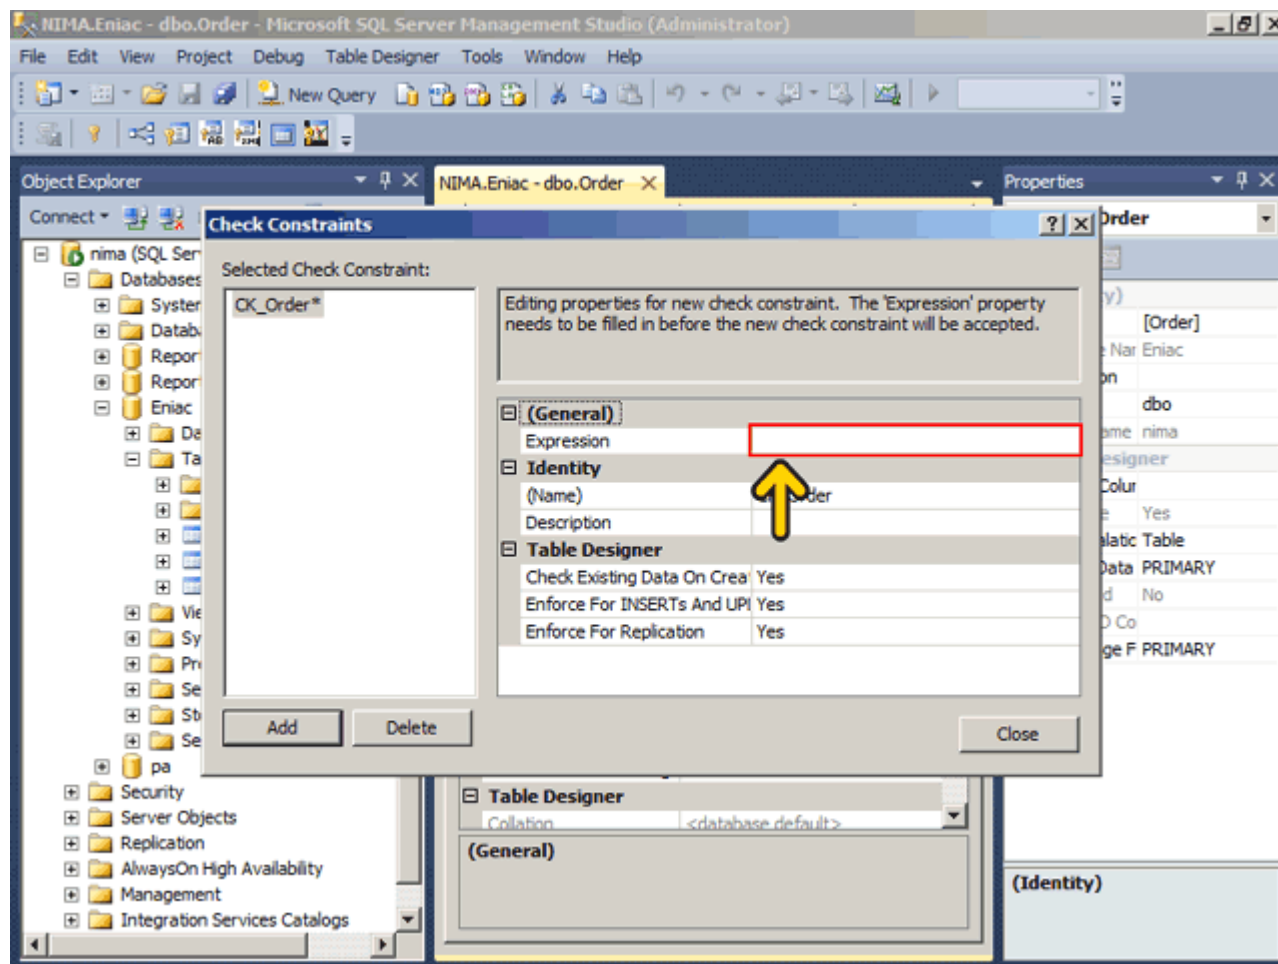 NIMA.Eniac - dbo.Order - Microsoft SQL Server Management Studio (Administrator)
File Edit View Project Debug Table Designer Tools Window Help
New Query
Object Explorer
NIMA.Eniac - dbo.Order
Properties
Connect
Check Constraints
nima (SQL Ser
Databases
Selected Check Constraint:
CK_Order*
Editing properties for new check constraint. The 'Expression' property
needs to be filled in before the new check constraint will be accepted.
(General)
Expression
Identity
(Name)
Description
Table Designer
Check Existing Data On Crea
Yes
Enforce For INSERTs And UP
Yes
Enforce For Replication
Yes
Add
Delete
Close
Eniac
pa
Security
Server Objects
Replication
AlwaysOn High Availability
Management
Integration Services Catalogs
Table Designer
Collation
<database default>
(General)
[Order]
Eniac
dbo
nima
Yes
Table
PRIMARY
No
PRIMARY
(Identity)